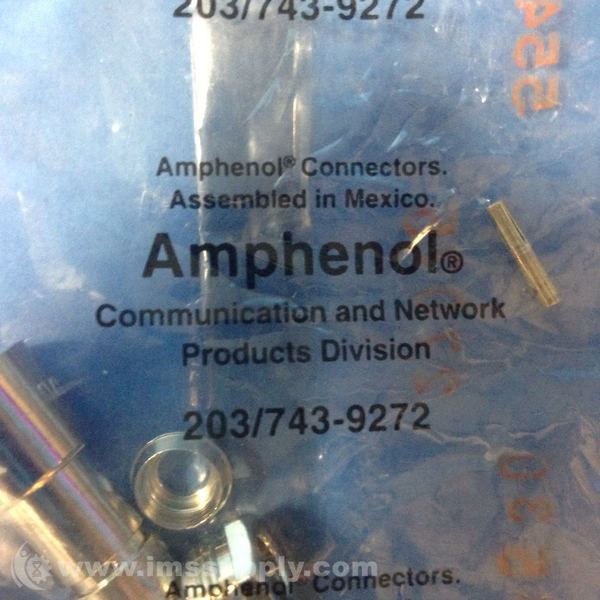 203/743-9272
Amphenol® Connectors.
Assembled in Mexico.
Amphenol®
Communication and Network
Products Division
203/743-9272
www.imssupply.com
Amphenol® Connectors.